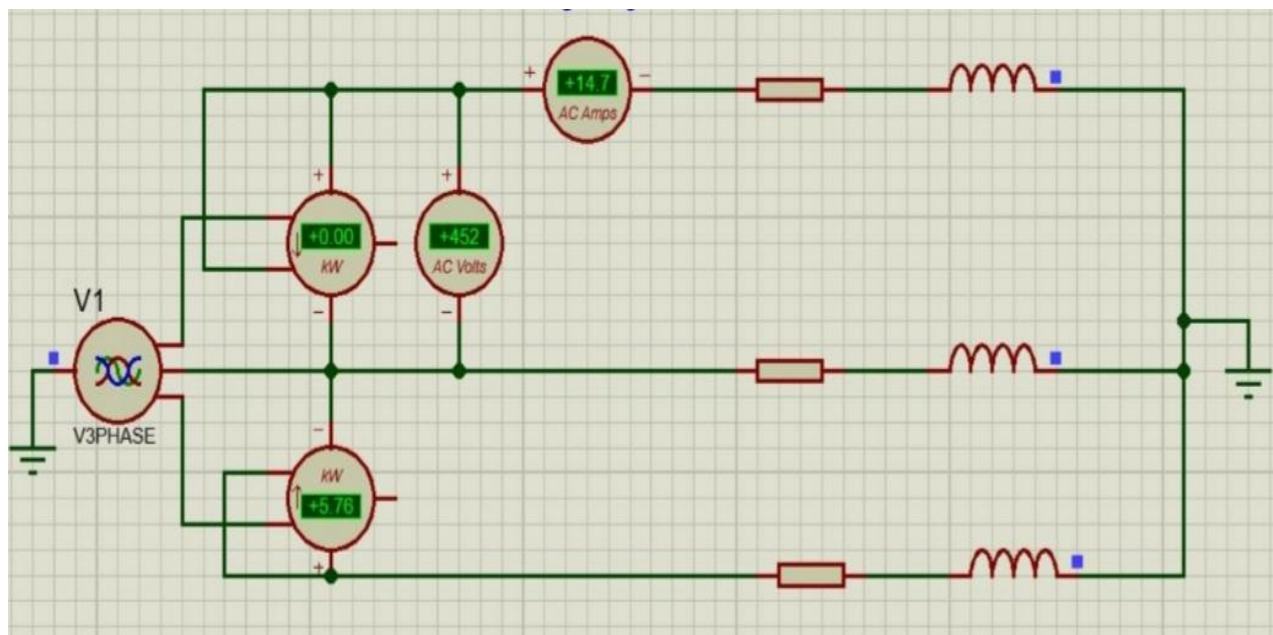 +14.7
AC Amps
+0.00
kW
+452
AC Volts
V1
V3PHASE
kW
+5.76